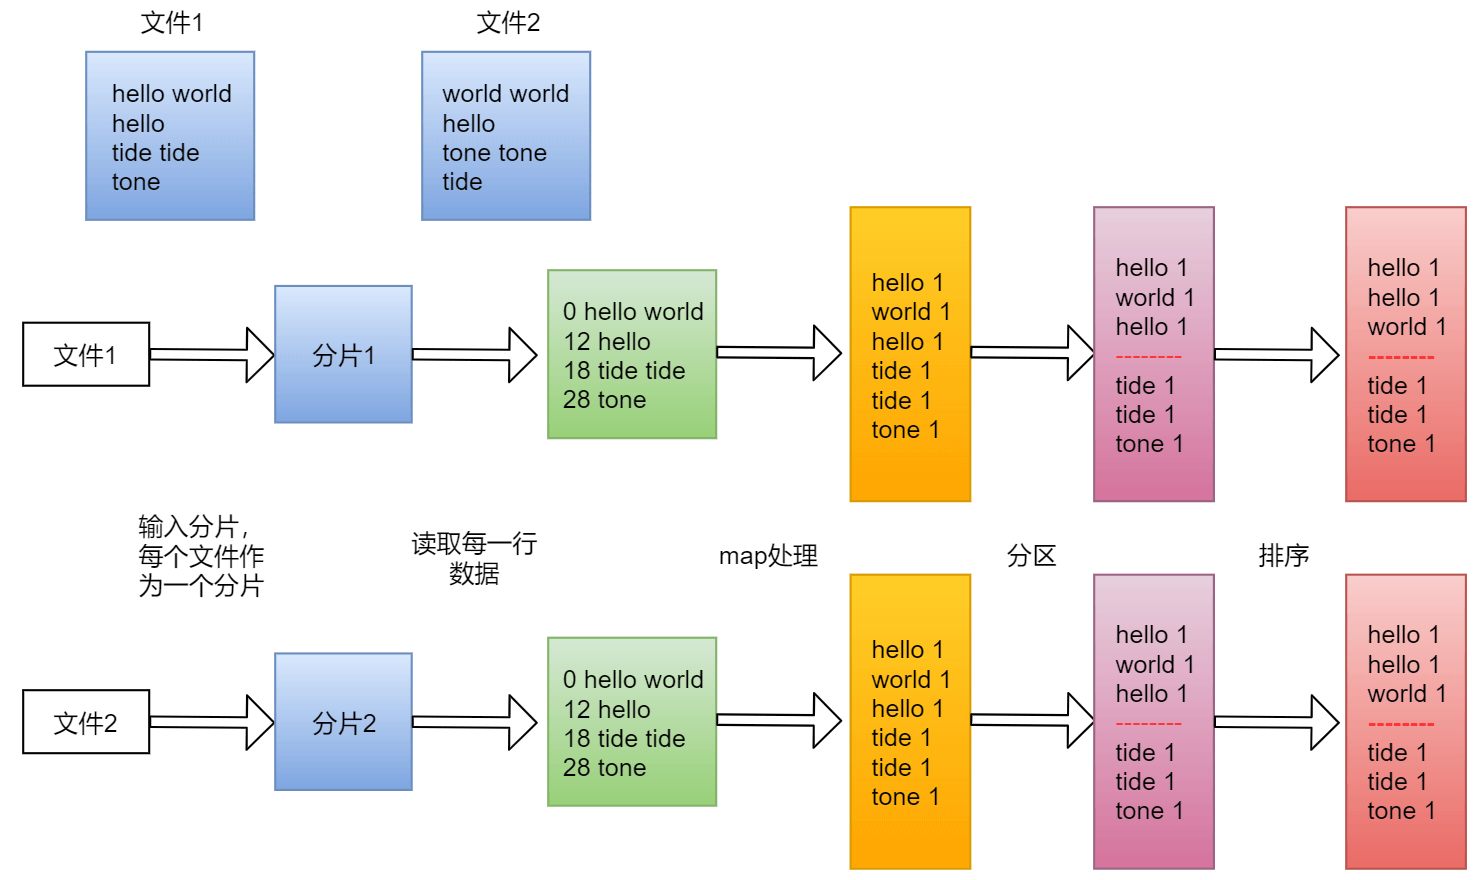 文件1
文件2
hello world
hello
tide tide
tone
world world
hello
tone tone
tide
文件1
分片1
0 hello world
12 hello
18 tide tide
28 tone
hello 1
world 1
hello 1
tide 1
tide 1
tone 1
hello 1
world 1
hello 1
--------
tide 1
tide 1
tone 1
hello 1
hello 1
world 1
--------
tide 1
tide 1
tone 1
输入分片，
每个文件作
为一个分片
读取每一行
数据
map处理
分区
排序
文件2
分片2
0 hello world
12 hello
18 tide tide
28 tone
hello 1
world 1
hello 1
tide 1
tide 1
tone 1
hello 1
world 1
hello 1
--------
tide 1
tide 1
tone 1
hello 1
hello 1
world 1
--------
tide 1
tide 1
tone 1